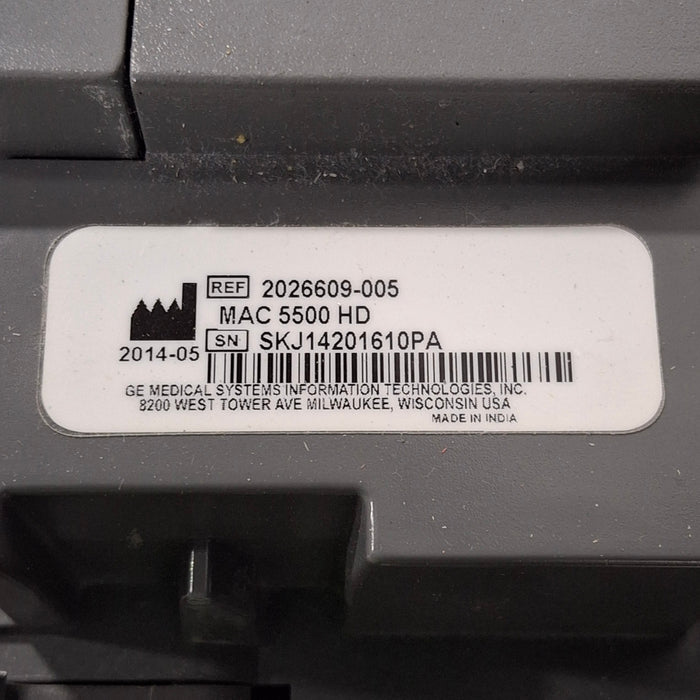 REF 2026609-005
MAC 5500 HD
2014-05 SN SKJ14201610PA
GE MEDICAL SYSTEMS INFORMATION TECHNOLOGIES, INC.
8200 WEST TOWER AVE MILWAUKEE, WISCONSIN USA
MADE IN INDIA